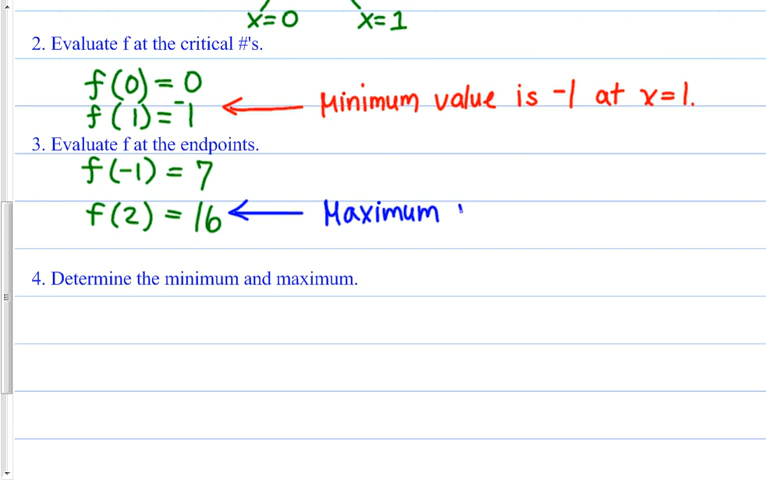 x=0 x=1
2. Evaluate f at the critical #'s.
f(0) = 0
f(1) = -1 Minimum value is -1 at x=1.
3. Evaluate f at the endpoints.
f(-1) = 7
f(2) = 16 Maximum
4. Determine the minimum and maximum.